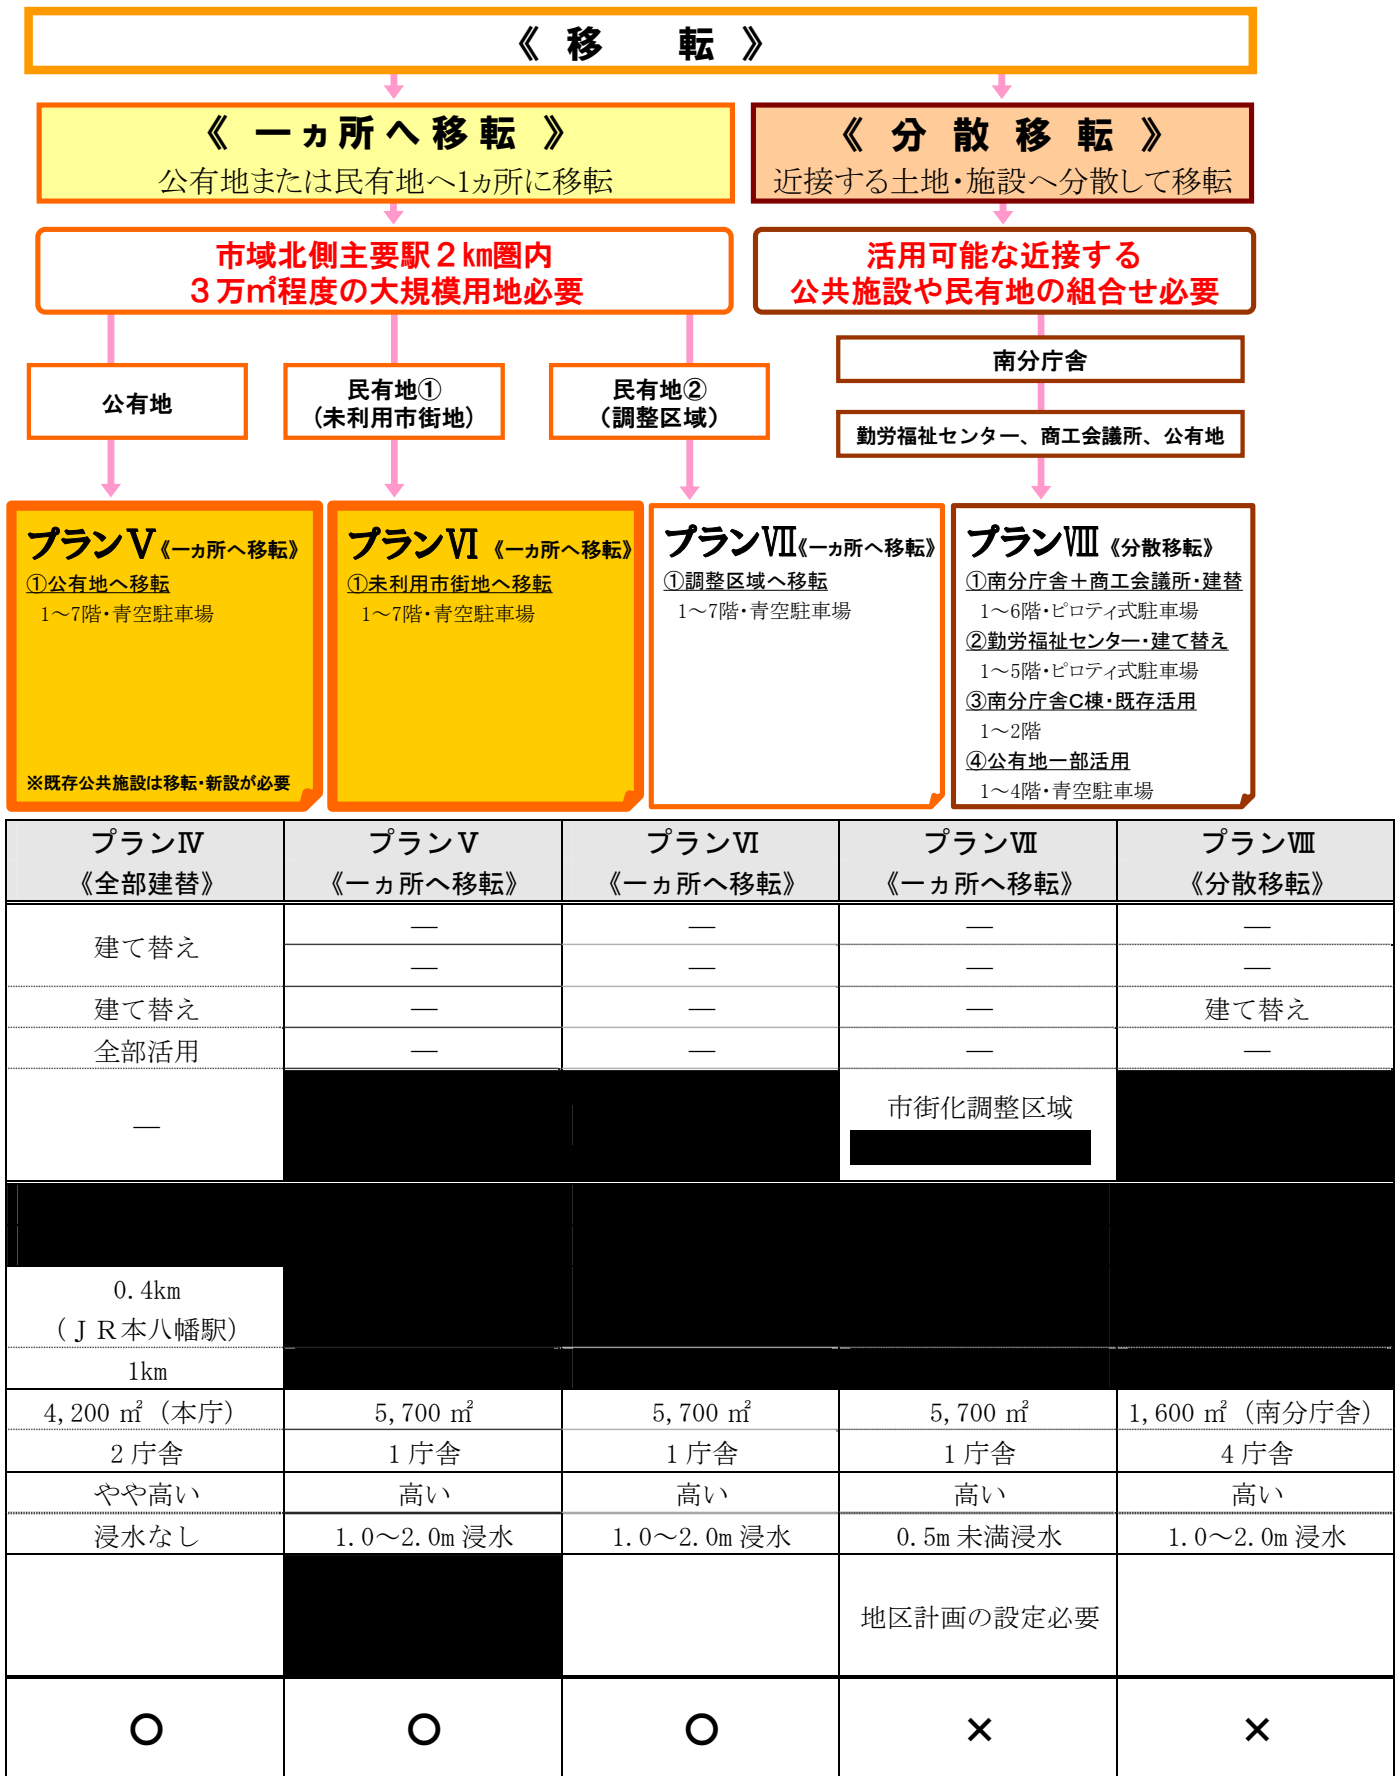 《 移 転 》
《 一ヵ所へ移転 》
公有地または民有地へ1ヵ所に移転
《 分 散 移 転 》
近接する土地・施設へ分散して移転
市域北側主要駅２㎞圏内
３万㎡程度の大規模用地必要
活用可能な近接する
公共施設や民有地の組合せ必要
公有地
民有地①
（未利用市街地）
民有地②
（調整区域）
南分庁舎
勤労福祉センター、商工会議所、公有地
プランⅤ《一ヵ所へ移転》
①公有地へ移転
1～7階・青空駐車場
※既存公共施設は移転・新設が必要
プランⅥ《一ヵ所へ移転》
①未利用市街地へ移転
1～7階・青空駐車場
プランⅦ《一ヵ所へ移転》
①調整区域へ移転
1～7階・青空駐車場
プランⅧ《分散移転》
①南分庁舎＋商工会議所・建替
1～6階・ピロティ式駐車場
②勤労福祉センター・建て替え
1～5階・ピロティ式駐車場
③南分庁舎C棟・既存活用
1～2階
④公有地一部活用
1～4階・青空駐車場
プランⅣ プランⅤ プランⅥ プランⅦ プランⅧ
《全部建替》 《一ヵ所へ移転》 《一ヵ所へ移転》 《一ヵ所へ移転》 《分散移転》
建て替え ― ― ― ―
― ― ― ―
建て替え ― ― ― 建て替え
全部活用 ― ― ― ―
― 市街化調整区域
0.4km
（ＪＲ本八幡駅）
1km
4,200 ㎡（本庁） 5,700 ㎡ 5,700 ㎡ 5,700 ㎡ 1,600 ㎡（南分庁舎）
2 庁舎 1 庁舎 1 庁舎 1 庁舎 4 庁舎
やや高い 高い 高い 高い 高い
浸水なし 1.0～2.0m 浸水 1.0～2.0m 浸水 0.5m 未満浸水 1.0～2.0m 浸水
地区計画の設定必要
○ ○ ○ × ×